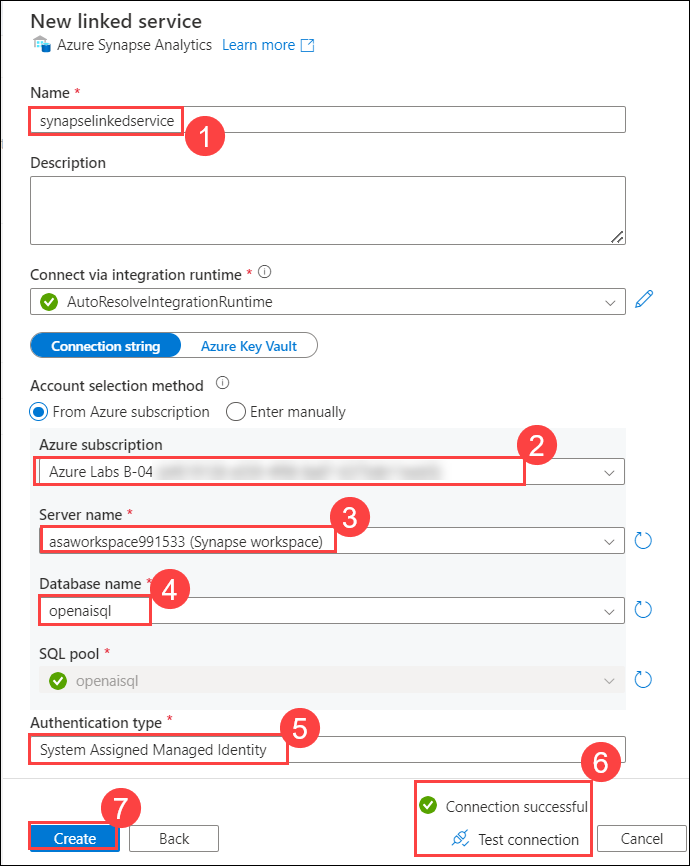 New linked service
Azure Synapse Analytics Learn more
Name *
synapselinkedservice
1
Description
Connect via integration runtime *
AutoResolveIntegrationRuntime
Connection string Azure Key Vault
Account selection method
From Azure subscription Enter manually
Azure subscription
2
Azure Labs B-04
Server name *
3
asaworkspace991533 (Synapse workspace)
Database name *
4
openaisql
SQL pool *
openaisql
Authentication type *
5
System Assigned Managed Identity
6
Connection successful
7
Create Back Test connection Cancel